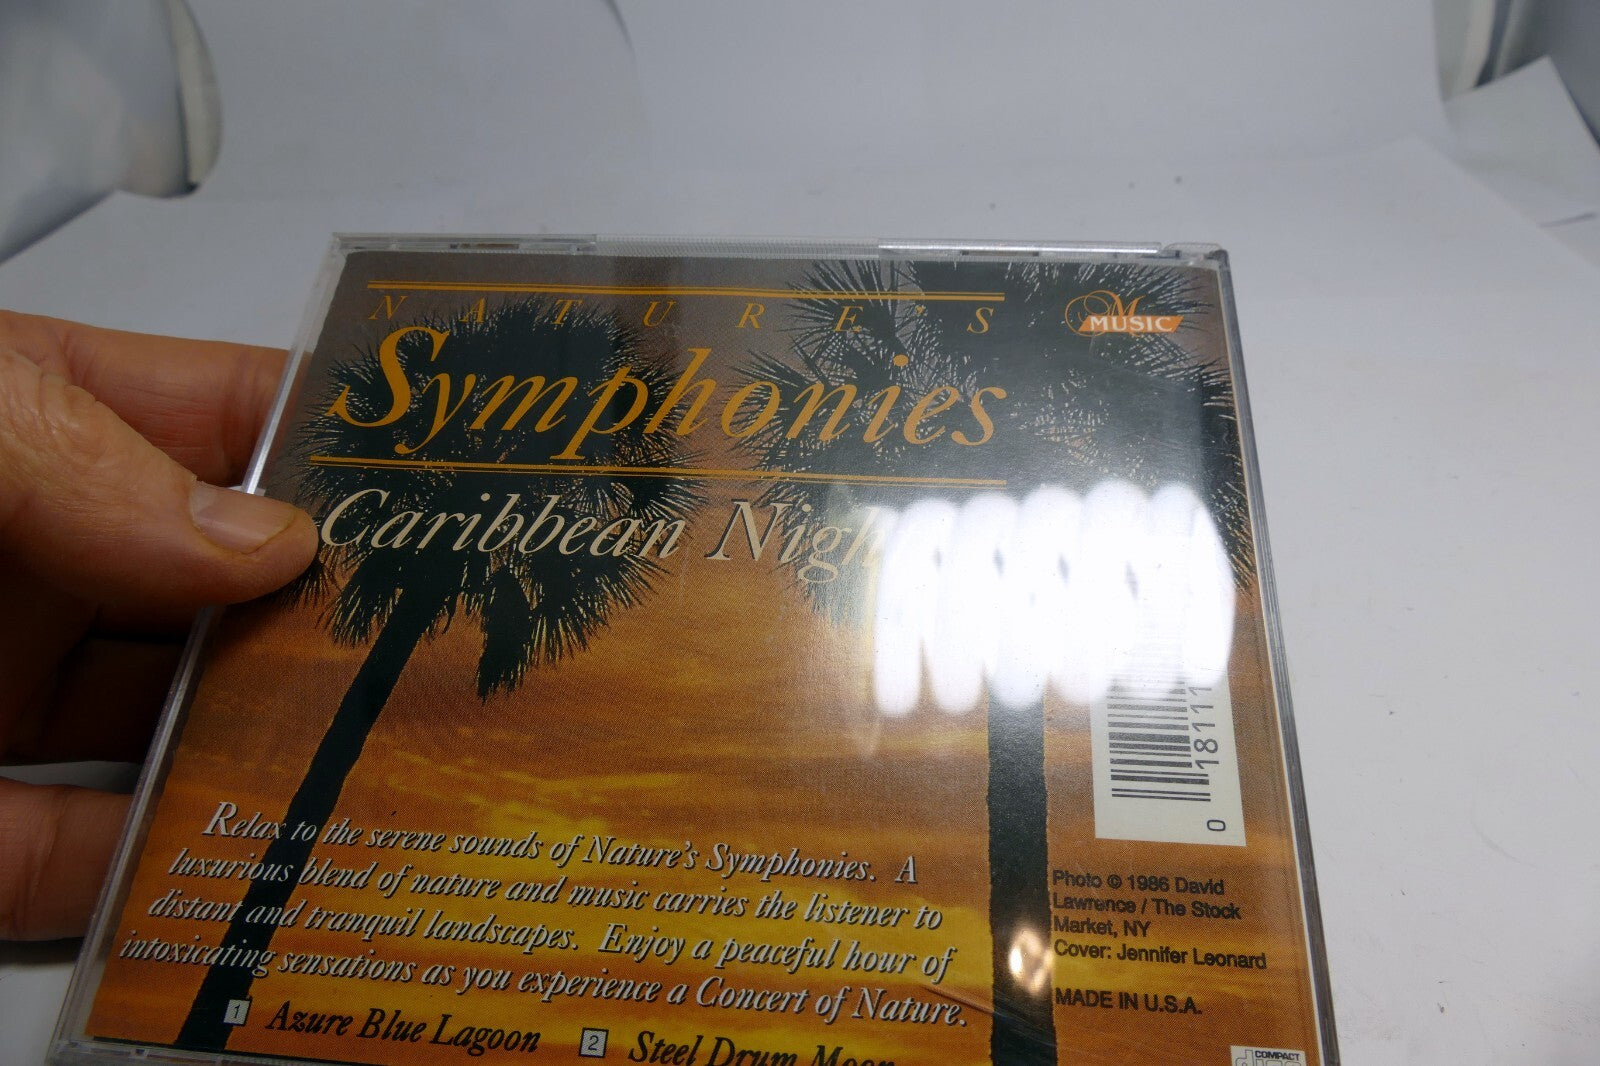 NATURE'S
M
MUSIC
Symphonies
Caribbean Nigh
0 18111
Relax to the serene sounds of Nature's Symphonies. A
luxurious blend of nature and music carries the listener to
distant and tranquil landscapes. Enjoy a peaceful hour of
intoxicating sensations as you experience a Concert of Nature.
1 Azure Blue Lagoon 2 Steel Drum Moon
Photo © 1986 David
Lawrence / The Stock
Market, NY
Cover: Jennifer Leonard
MADE IN U.S.A.
COMPACT